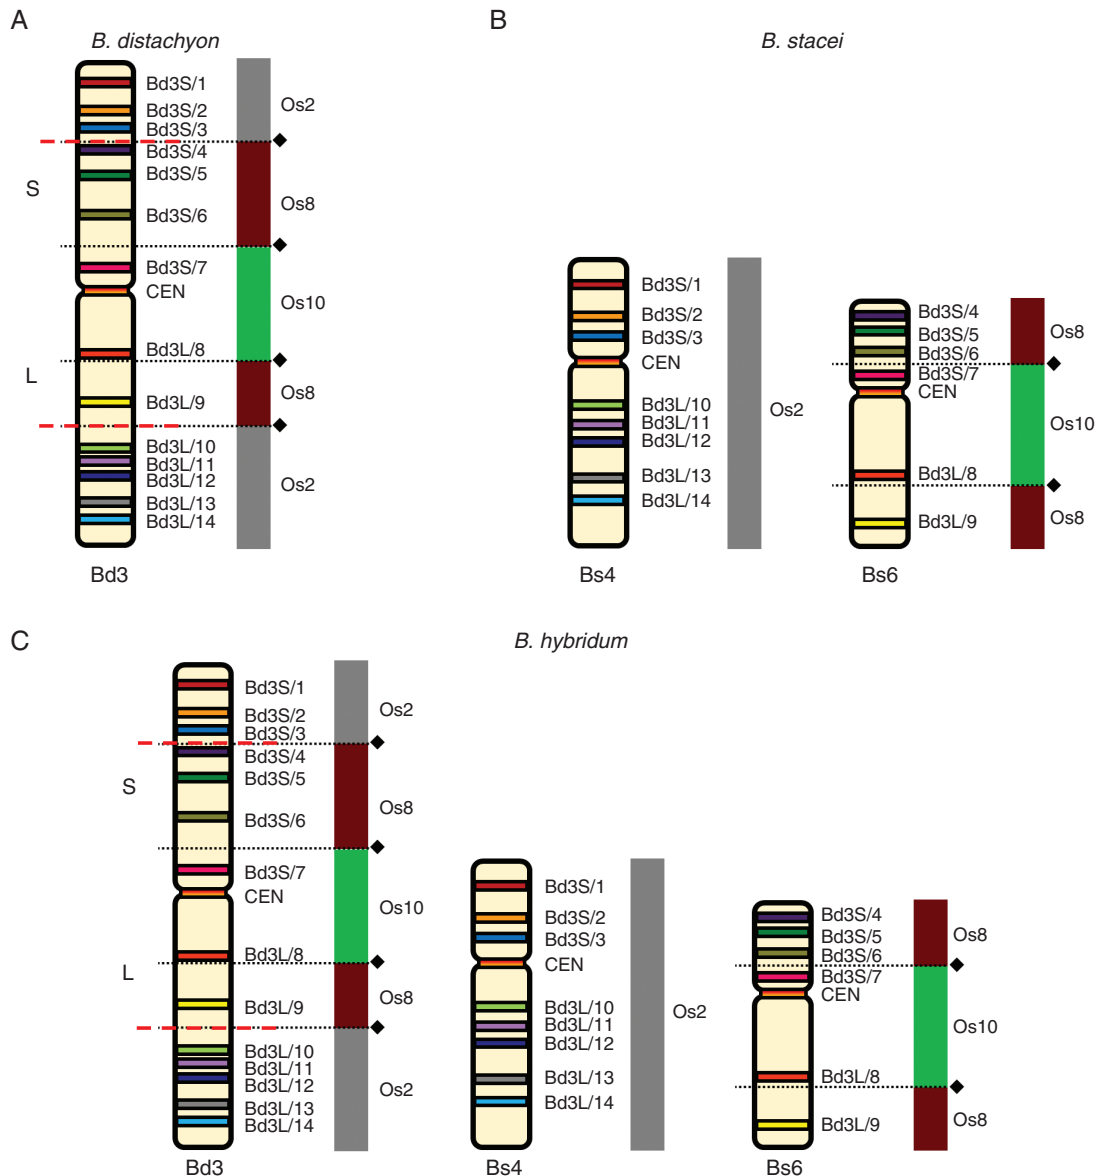 A
B. distachyon
Bd3S/1
Bd3S/2
Bd3S/3
Bd3S/4
Bd3S/5
Bd3S/6
Bd3S/7
CEN
Bd3L/8
Bd3L/9
Bd3L/10
Bd3L/11
Bd3L/12
Bd3L/13
Bd3L/14
S
L
Os2
Os8
Os10
Os8
Os2
Bd3
B
B. stacei
Bd3S/1
Bd3S/2
Bd3S/3
CEN
Bd3L/10
Bd3L/11
Bd3L/12
Bd3L/13
Bd3L/14
Os2
Bs4
Bd3S/4
Bd3S/5
Bd3S/6
Bd3S/7
CEN
Bd3L/8
Bd3L/9
Os8
Os10
Os8
Bs6
C
B. hybridum
Bd3S/1
Bd3S/2
Bd3S/3
Bd3S/4
Bd3S/5
Bd3S/6
Bd3S/7
CEN
Bd3L/8
Bd3L/9
Bd3L/10
Bd3L/11
Bd3L/12
Bd3L/13
Bd3L/14
S
L
Os2
Os8
Os10
Os8
Os2
Bd3
Bd3S/1
Bd3S/2
Bd3S/3
CEN
Bd3L/10
Bd3L/11
Bd3L/12
Bd3L/13
Bd3L/14
Os2
Bs4
Bd3S/4
Bd3S/5
Bd3S/6
Bd3S/7
CEN
Bd3L/8
Bd3L/9
Os8
Os10
Os8
Bs6